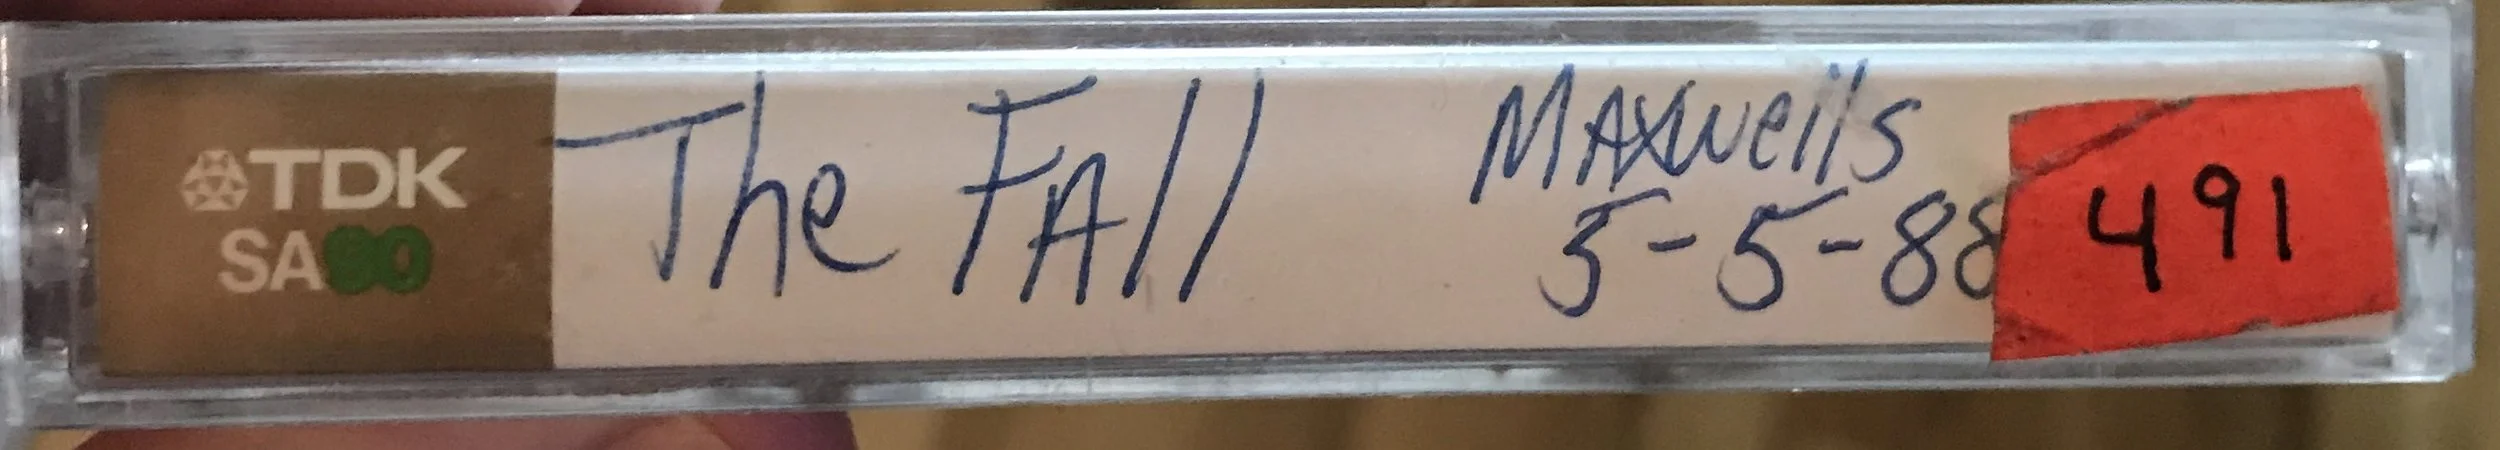 TDK
SA90
The FAll
MAxwells
5-5-88
491